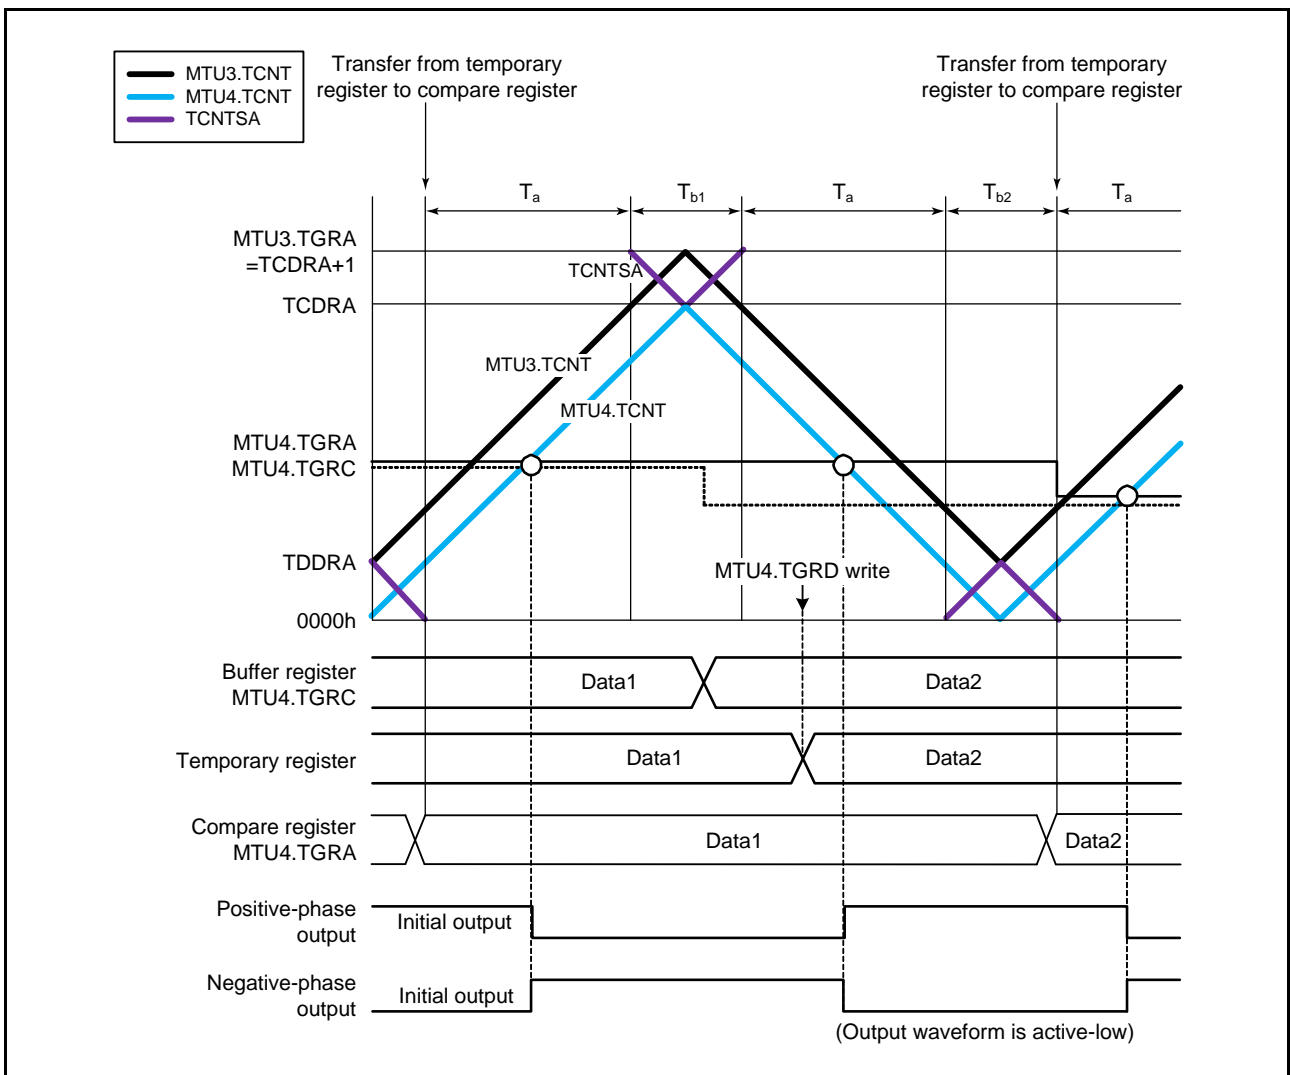 MTU3.TCNT
MTU4.TCNT
TCNTSA
Transfer from temporary
register to compare register
Transfer from temporary
register to compare register
Ta
Tb1
Ta
Tb2
Ta
MTU3.TGRA
=TCDRA+1
TCNTSA
TCDRA
MTU3.TCNT
MTU4.TCNT
MTU4.TGRA
MTU4.TGRC
TDDRA
MTU4.TGRD write
0000h
Buffer register
MTU4.TGRC
Data1
Data2
Temporary register
Data1
Data2
Compare register
MTU4.TGRA
Data1
Data2
Positive-phase
output
Initial output
Negative-phase
output
Initial output
(Output waveform is active-low)